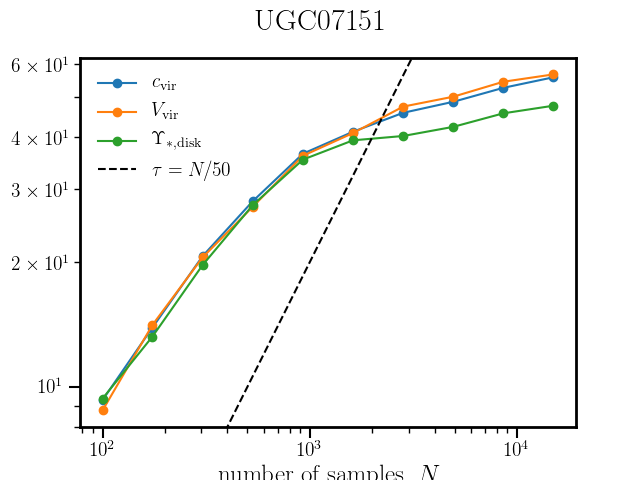 UGC07151
6 × 10¹
4 × 10¹
3 × 10¹
2 × 10¹
10¹
c_vir
V_vir
Υ_*,disk
τ = N/50
10² 10³ 10⁴
number of samples, N